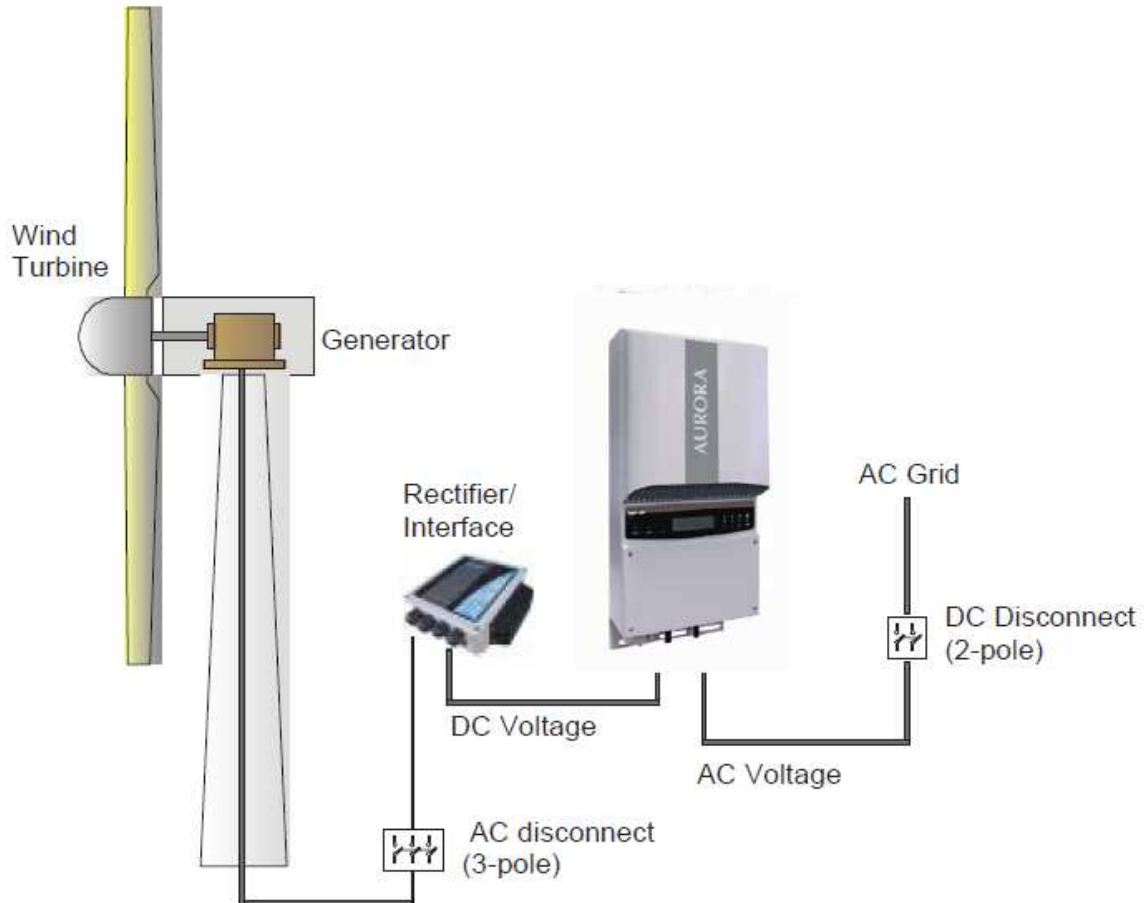 Wind
Turbine
Generator
Rectifier/
Interface
AURORA
AC Grid
DC Disconnect
(2-pole)
DC Voltage
AC Voltage
AC disconnect
(3-pole)